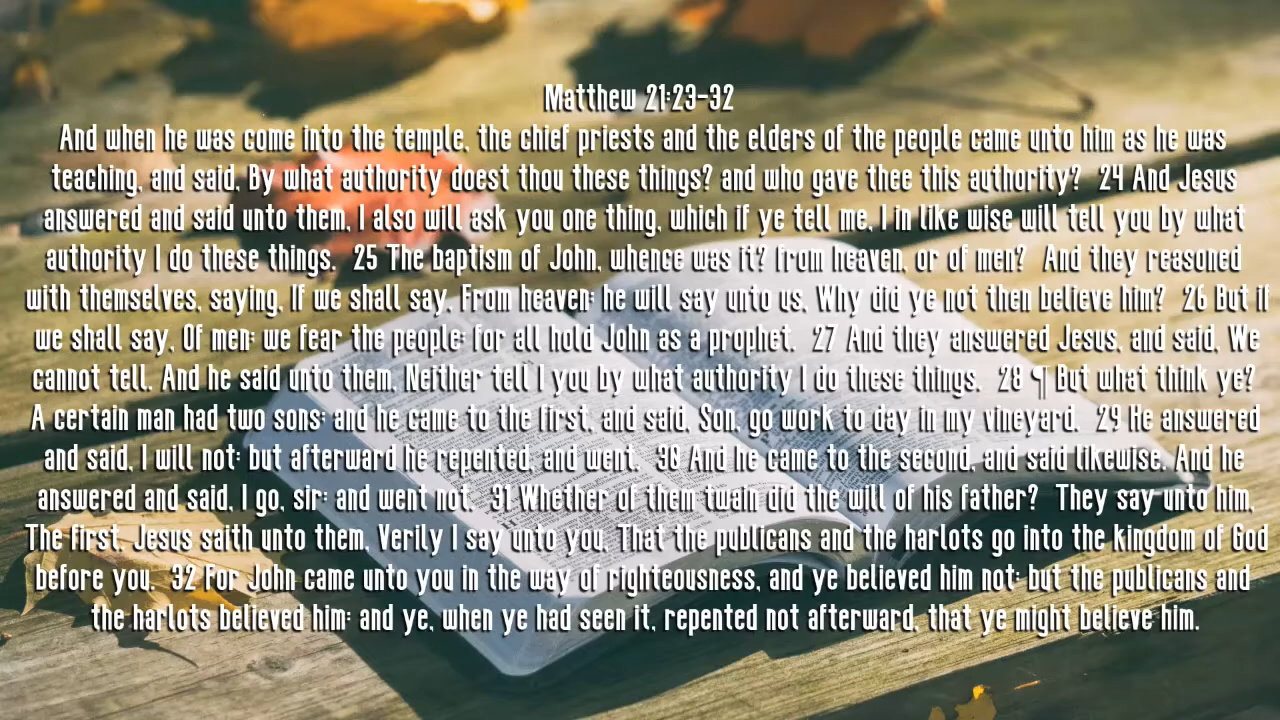 Matthew 21:23-32
And when he was come into the temple, the chief priests and the elders of the people came unto him as he was
teaching, and said, By what authority doest thou these things? and who gave thee this authority?  24 And Jesus
answered and said unto them, I also will ask you one thing, which if ye tell me, I in like wise will tell you by what
authority I do these things.  25 The baptism of John, whence was it? from heaven, or of men?  And they reasoned
with themselves, saying, If we shall say, From heaven; he will say unto us, Why did ye not then believe him?  26 But if
we shall say, Of men; we fear the people; for all hold John as a prophet.  27 And they answered Jesus, and said, We
cannot tell. And he said unto them, Neither tell I you by what authority I do these things.  28 ¶ But what think ye?
A certain man had two sons; and he came to the first, and said, Son, go work to day in my vineyard.  29 He answered
and said, I will not: but afterward he repented, and went.  30 And he came to the second, and said likewise. And he
answered and said, I go, sir: and went not.  31 Whether of them twain did the will of his father?  They say unto him,
The first. Jesus saith unto them, Verily I say unto you, That the publicans and the harlots go into the kingdom of God
before you.  32 For John came unto you in the way of righteousness, and ye believed him not: but the publicans and
the harlots believed him: and ye, when ye had seen it, repented not afterward, that ye might believe him.